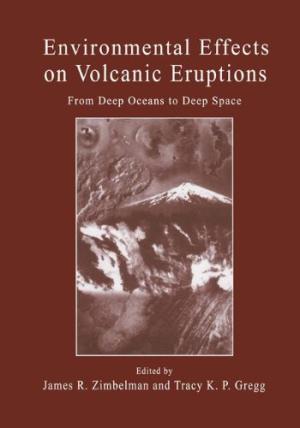 Environmental Effects
on Volcanic Eruptions
From Deep Oceans to Deep Space
Edited by
James R. Zimbelman and Tracy K. P. Gregg